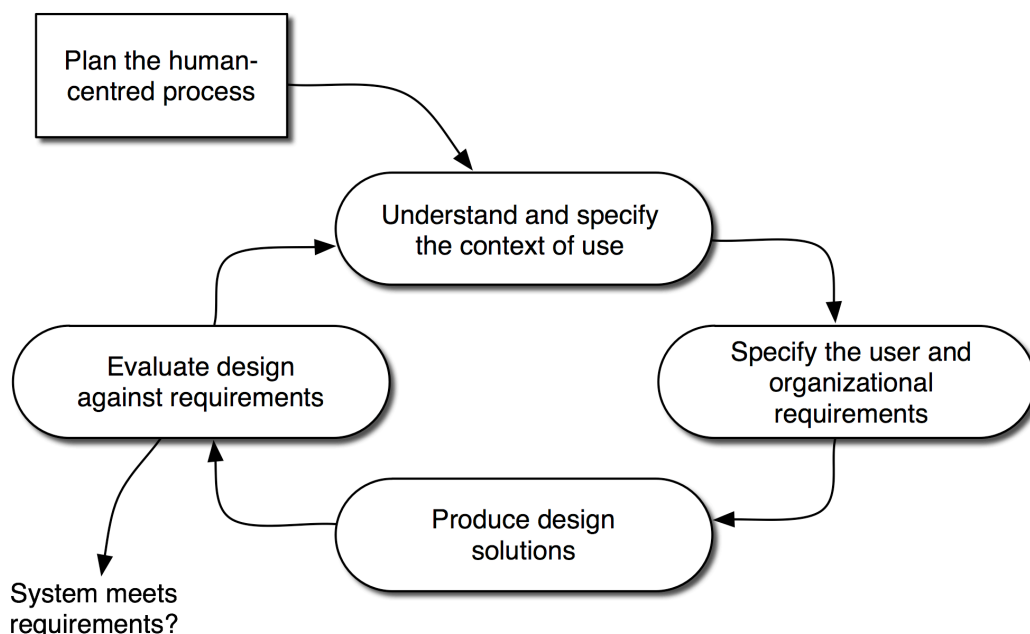 Plan the human-
centred process
Understand and specify
the context of use
Specify the user and
organizational
requirements
Produce design
solutions
Evaluate design
against requirements
System meets
requirements?